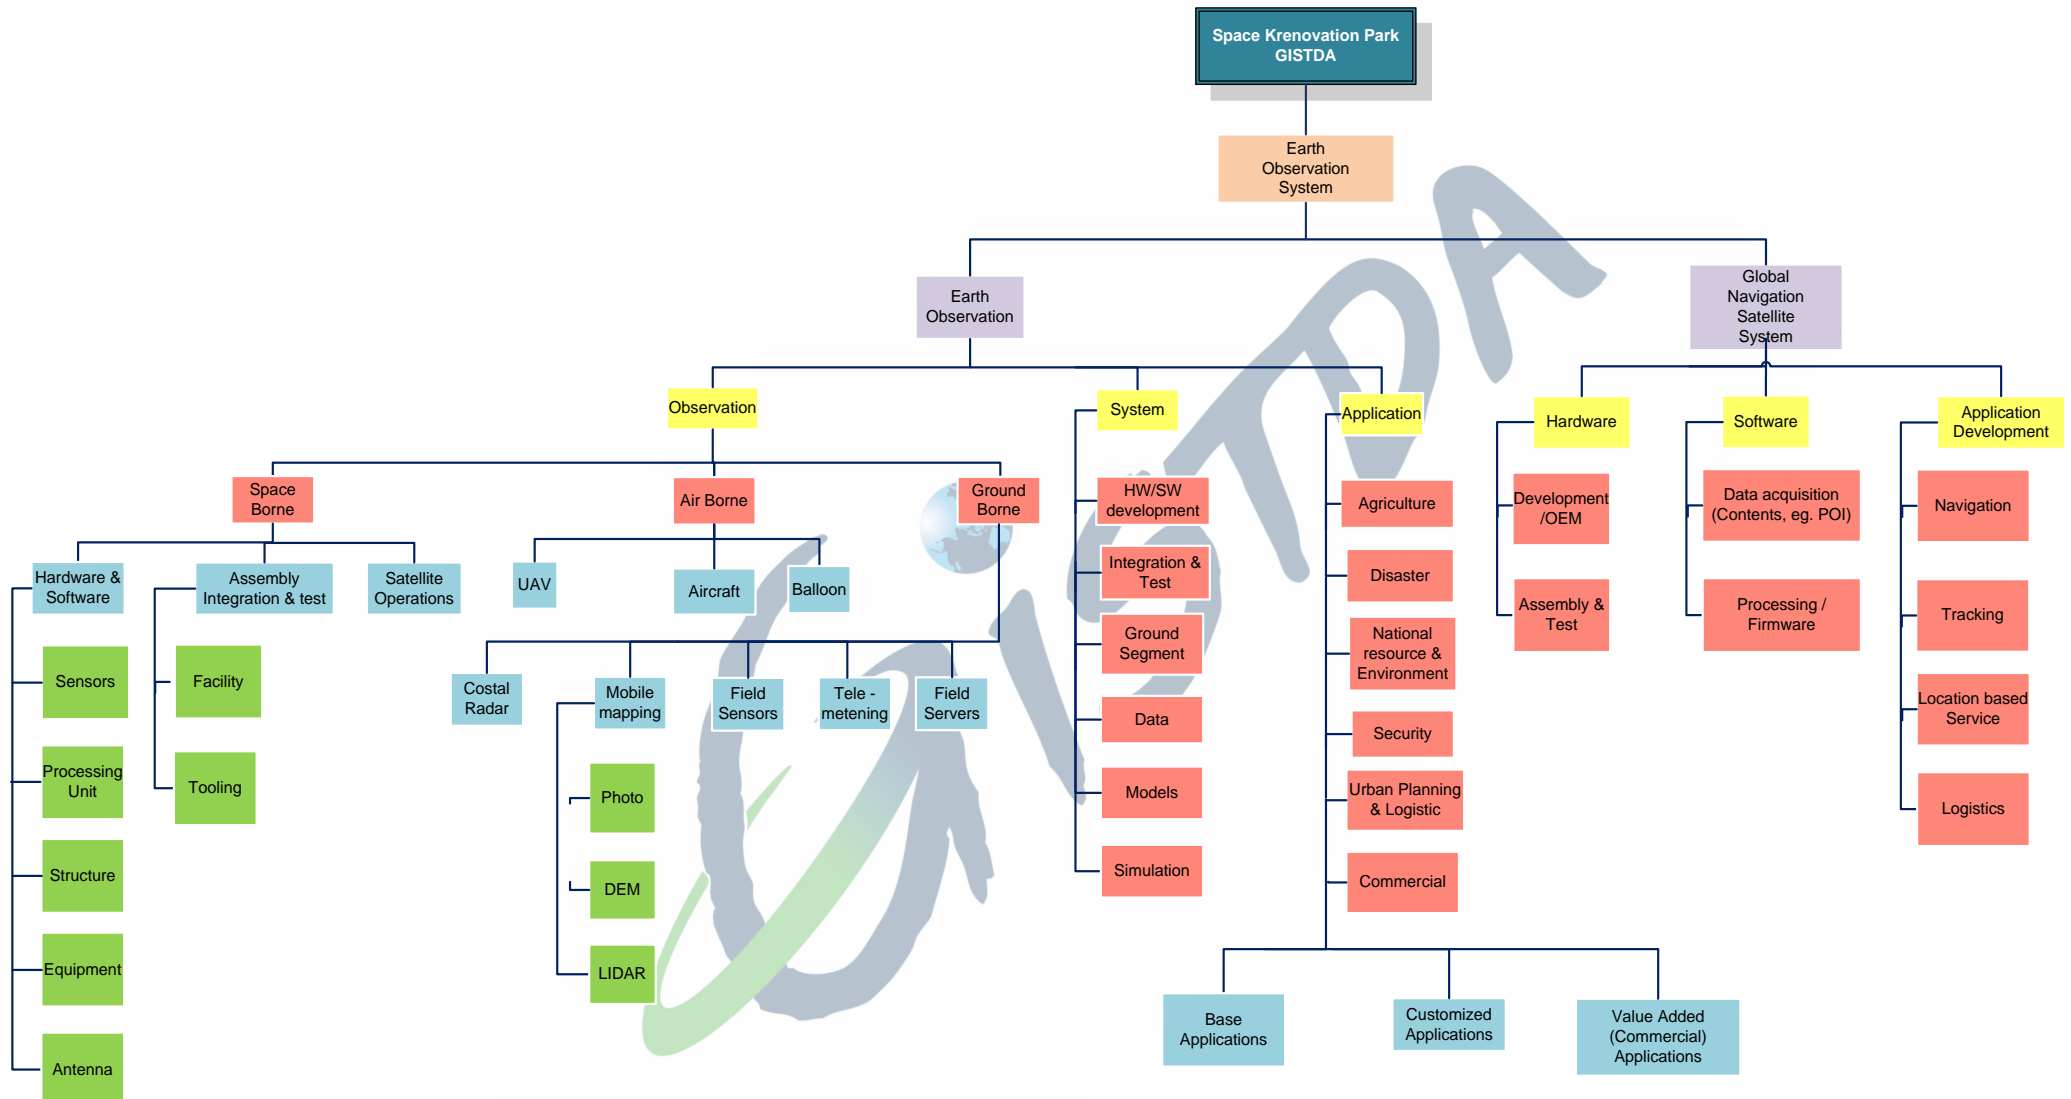 Space Krenovation Park
GISTDA
Earth
Observation
System
Earth
Observation
Global
Navigation
Satellite
System
Observation
System
Application
Hardware
Software
Application
Development
Space
Borne
Air Borne
Ground
Borne
HW/SW
development
Agriculture
Development
/OEM
Data acquisition
(Contents, eg. POI)
Navigation
Hardware &
Software
Assembly
Integration & test
Satellite
Operations
UAV
Aircraft
Balloon
Integration &
Test
Disaster
Assembly &
Test
Processing /
Firmware
Tracking
Sensors
Facility
Costal
Radar
Mobile
mapping
Field
Sensors
Tele -
metening
Field
Servers
Ground
Segment
National
resource &
Environment
Location based
Service
Data
Security
Processing
Unit
Tooling
Photo
Models
Urban Planning
& Logistic
Logistics
Structure
DEM
Simulation
Commercial
Equipment
LIDAR
Antenna
Base
Applications
Customized
Applications
Value Added
(Commercial)
Applications
GISTDA